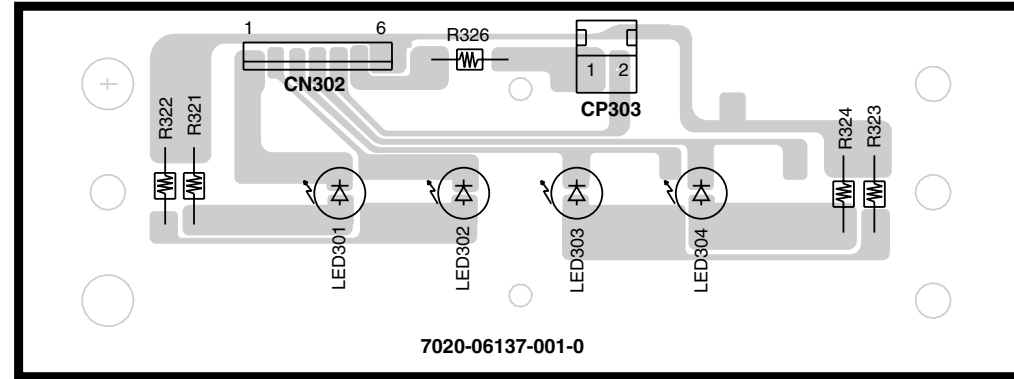 1 6
R326
CN302
1 2
CP303
R322
R321
R324
R323
LED301
LED302
LED303
LED304
7020-06137-001-0